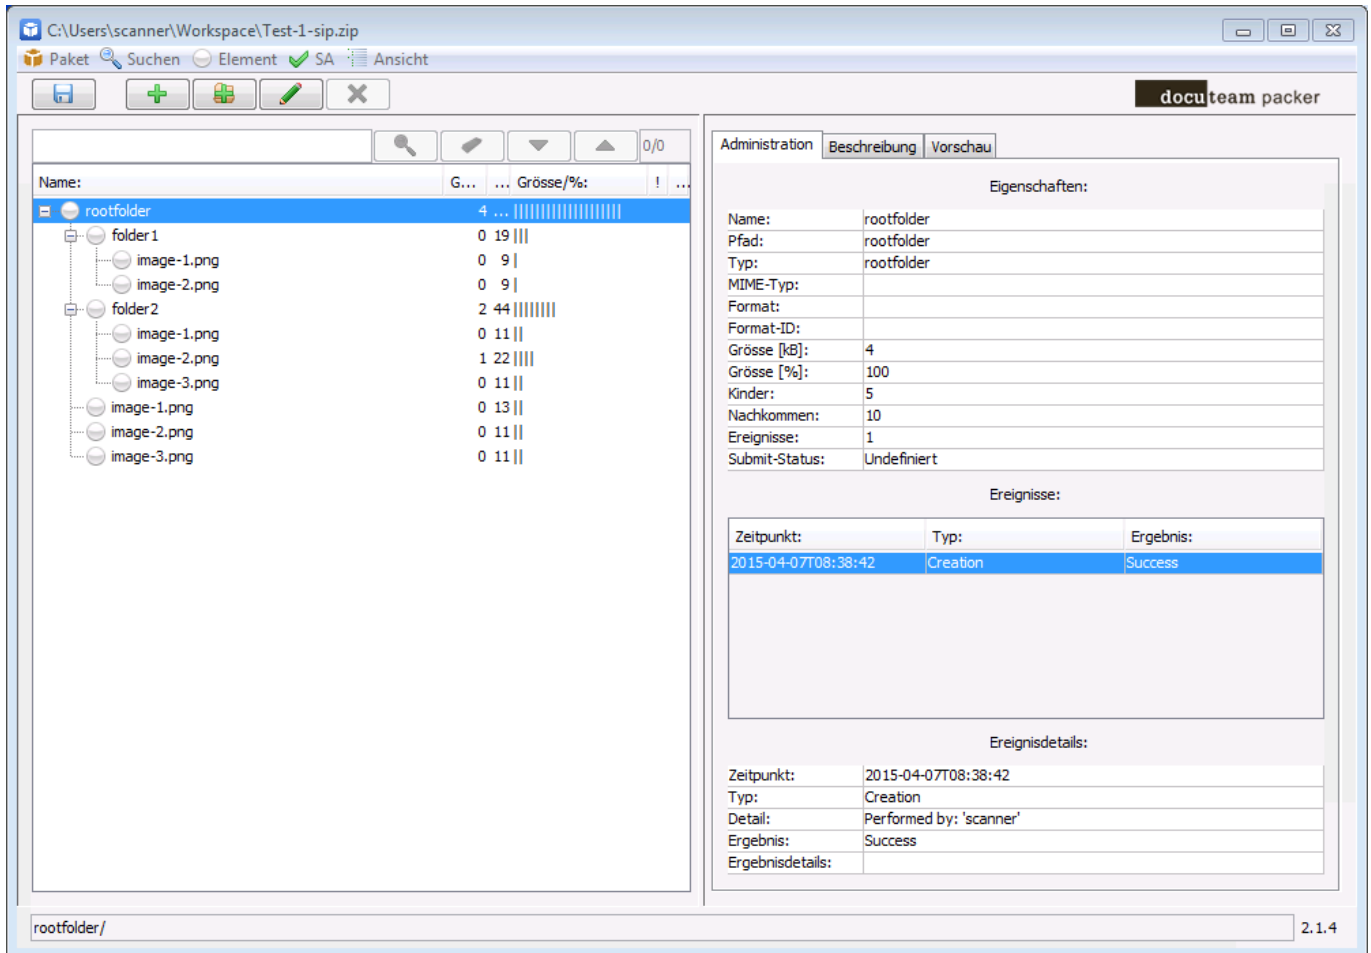 C:\Users\scanner\Workspace\Test-1-sip.zip
Paket Suchen Element SA Ansicht
docuteam packer
0/0
Name: G... ... Grösse/%: ! ...
rootfolder 4 ...
folder1 0 19
image-1.png 0 9
image-2.png 0 9
folder2 2 44
image-1.png 0 11
image-2.png 1 22
image-3.png 0 11
image-1.png 0 13
image-2.png 0 11
image-3.png 0 11
Administration Beschreibung Vorschau
Eigenschaften:
Name: rootfolder
Pfad: rootfolder
Typ: rootfolder
MIME-Typ:
Format:
Format-ID:
Grösse [kB]: 4
Grösse [%]: 100
Kinder: 5
Nachkommen: 10
Ereignisse: 1
Submit-Status: Undefiniert
Ereignisse:
Zeitpunkt: Typ: Ergebnis:
2015-04-07T08:38:42 Creation Success
Ereignisdetails:
Zeitpunkt: 2015-04-07T08:38:42
Typ: Creation
Detail: Performed by: 'scanner'
Ergebnis: Success
Ergebnisdetails:
rootfolder/ 2.1.4